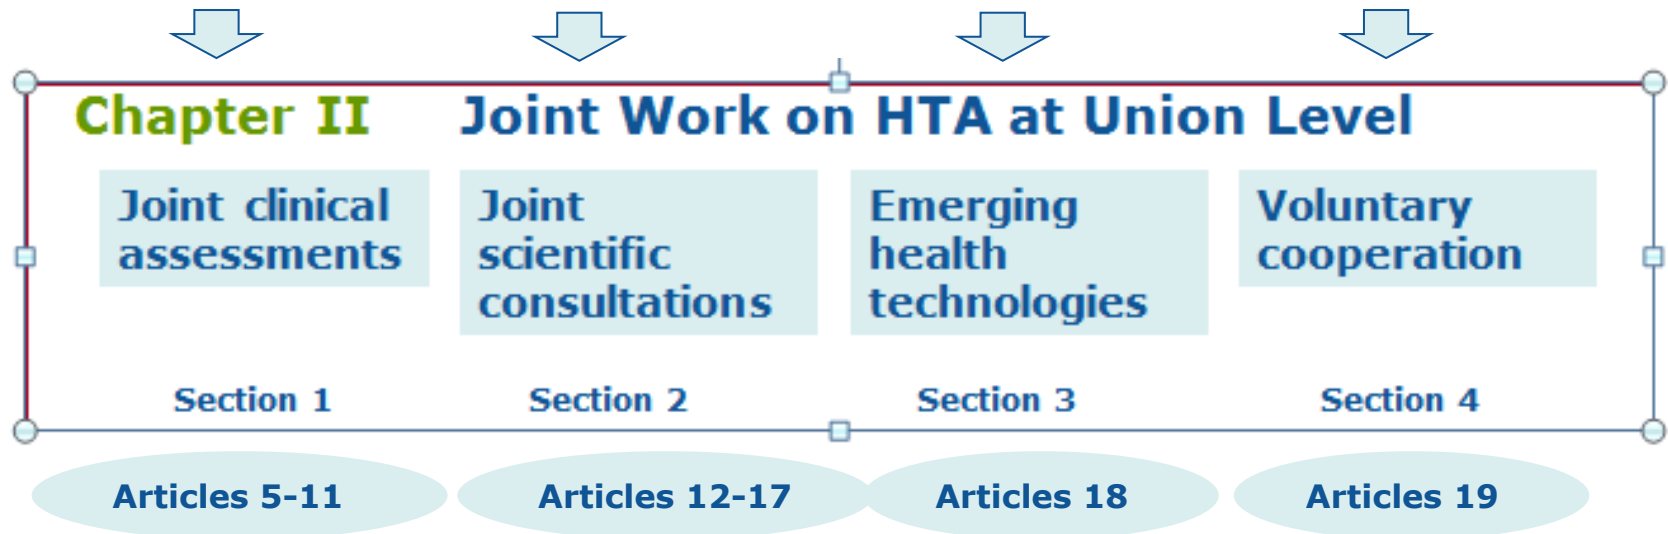 Chapter II Joint Work on HTA at Union Level
Joint clinical
assessments
Joint
scientific
consultations
Emerging
health
technologies
Voluntary
cooperation
Section 1
Section 2
Section 3
Section 4
Articles 5-11
Articles 12-17
Articles 18
Articles 19